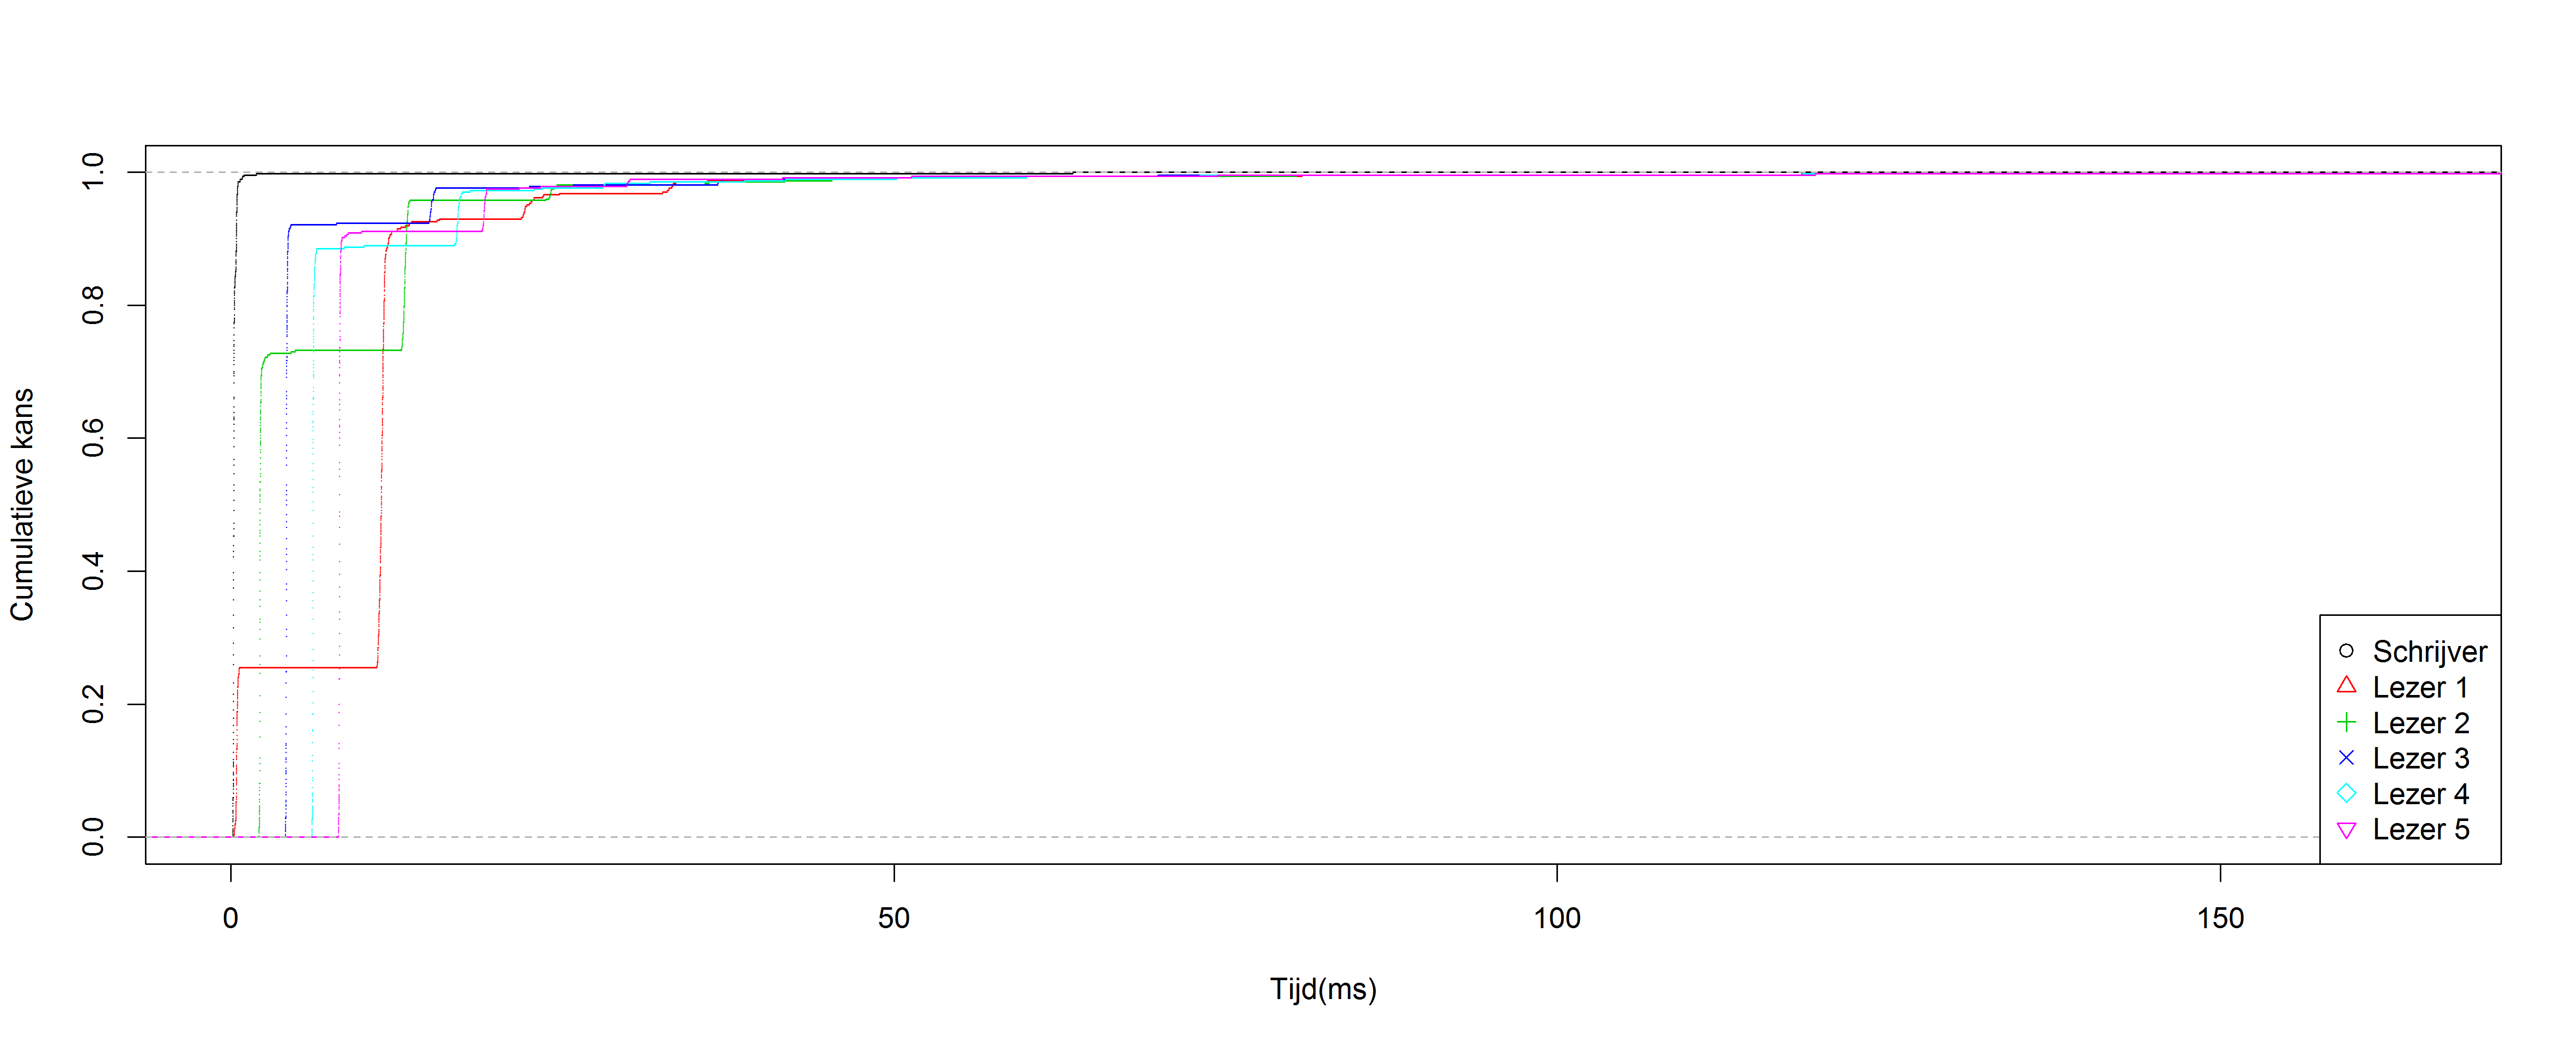 Cumulatieve kans
1.0
0.8
0.6
0.4
0.2
0.0
Schrijver
Lezer 1
Lezer 2
Lezer 3
Lezer 4
Lezer 5
0 50 100 150
Tijd(ms)